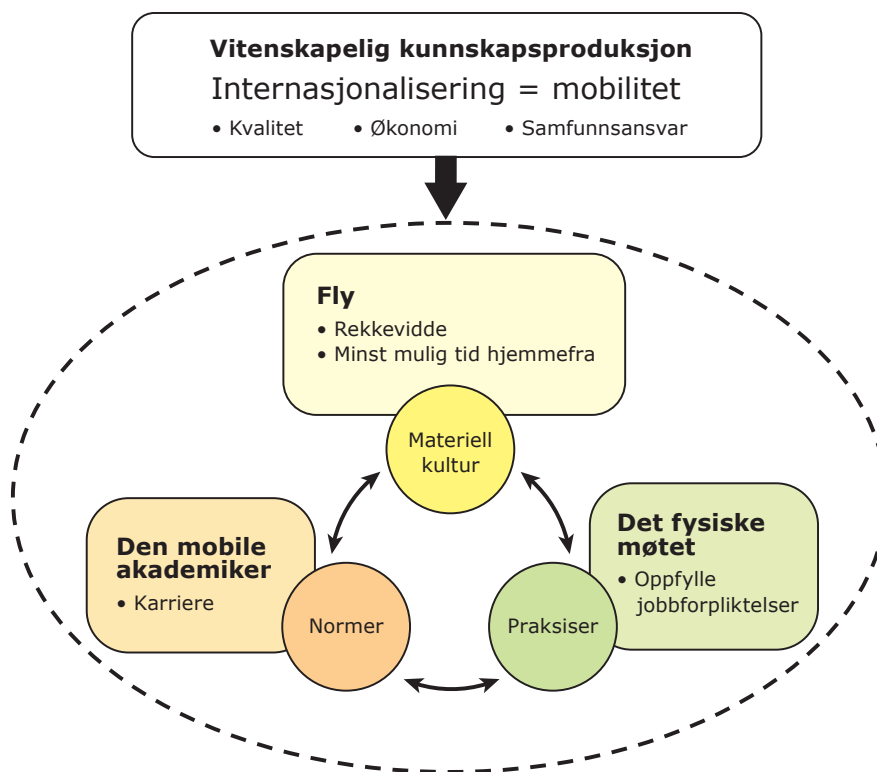 Vitenskapelig kunnskapsproduksjon
Internasjonalisering = mobilitet
• Kvalitet • Økonomi • Samfunnsansvar
Fly
• Rekkevidde
• Minst mulig tid hjemmefra
Materiell
kultur
Den mobile
akademiker
• Karriere
Normer
Det fysiske
møtet
• Oppfylle
jobbforpliktelser
Praksiser